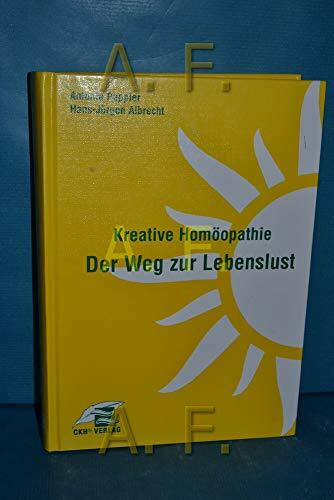 A. F.
Antonie Peppler
Hans-Jürgen Albrecht
A. F.
Kreative Homöopathie
Der Weg zur Lebenslust
A. F.
CKH® VERLAG
A. F.